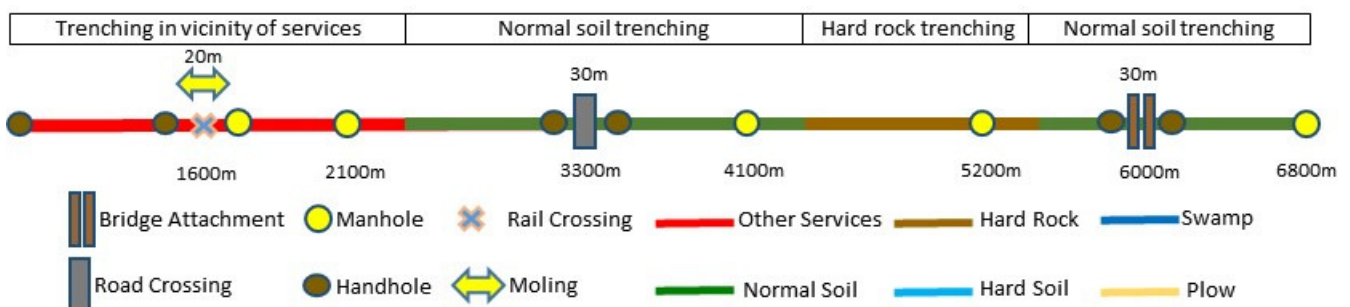 Trenching in vicinity of services Normal soil trenching Hard rock trenching Normal soil trenching
20m 30m 30m
1600m 2100m 3300m 4100m 5200m 6000m 6800m
Bridge Attachment Manhole Rail Crossing Other Services Hard Rock Swamp
Road Crossing Handhole Moling Normal Soil Hard Soil Plow